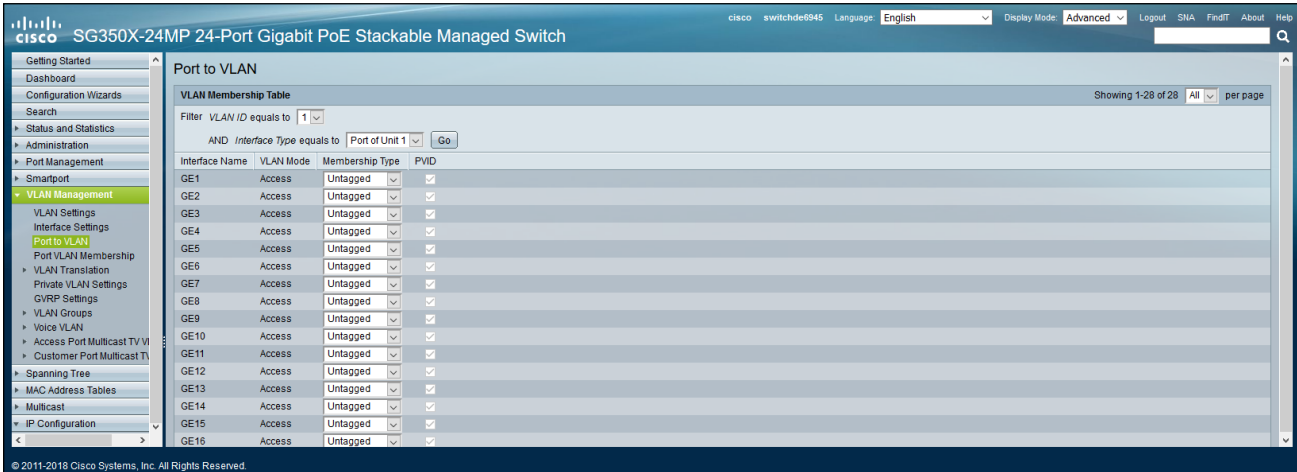 cisco switchde6945 Language: English Display Mode: Advanced Logout SNA FindIT About Help
CISCO SG350X-24MP 24-Port Gigabit PoE Stackable Managed Switch
Getting Started
Dashboard
Configuration Wizards
Search
Status and Statistics
Administration
Port Management
Smartport
VLAN Management
VLAN Settings
Interface Settings
Port to VLAN
Port VLAN Membership
VLAN Translation
Private VLAN Settings
GVRP Settings
VLAN Groups
Voice VLAN
Access Port Multicast TV VI
Customer Port Multicast TV
Spanning Tree
MAC Address Tables
Multicast
IP Configuration
Port to VLAN
VLAN Membership Table Showing 1-28 of 28 All per page
Filter VLAN ID equals to 1
AND Interface Type equals to Port of Unit 1 Go
Interface Name VLAN Mode Membership Type PVID
GE1 Access Untagged
GE2 Access Untagged
GE3 Access Untagged
GE4 Access Untagged
GE5 Access Untagged
GE6 Access Untagged
GE7 Access Untagged
GE8 Access Untagged
GE9 Access Untagged
GE10 Access Untagged
GE11 Access Untagged
GE12 Access Untagged
GE13 Access Untagged
GE14 Access Untagged
GE15 Access Untagged
GE16 Access Untagged
© 2011-2018 Cisco Systems, Inc. All Rights Reserved.